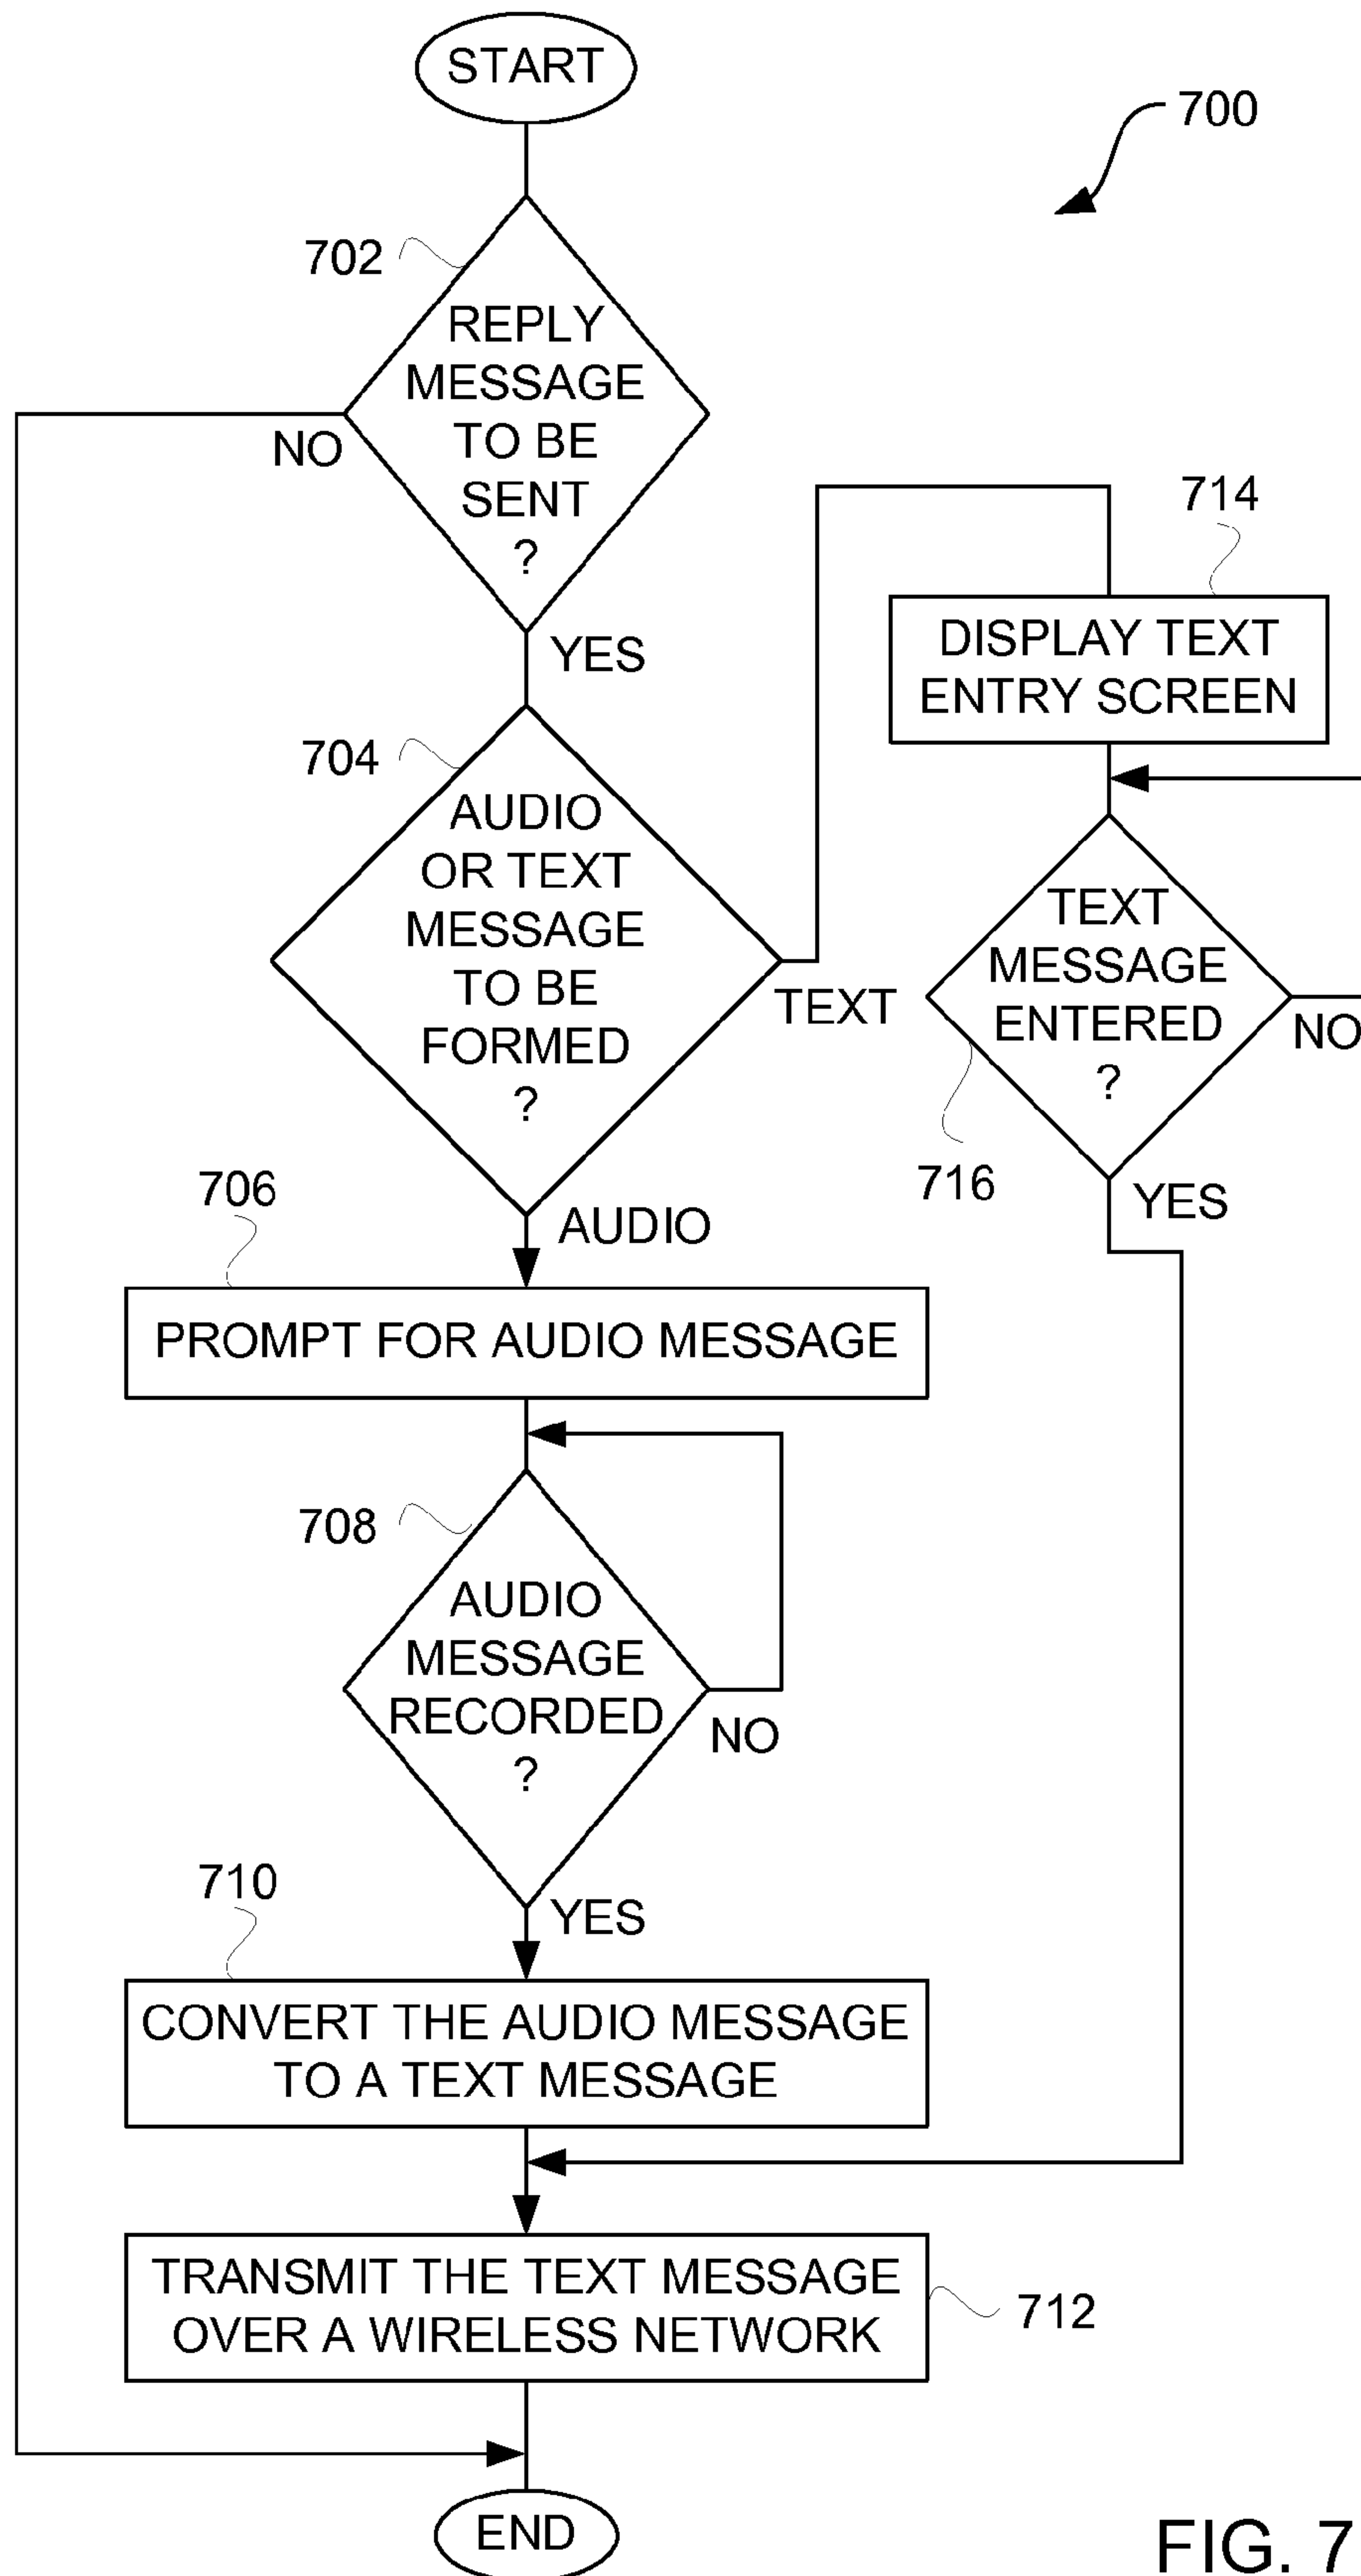 START
700
702
REPLY
MESSAGE
TO BE
SENT
?
NO
YES
704
AUDIO
OR TEXT
MESSAGE
TO BE
FORMED
?
TEXT
AUDIO
714
DISPLAY TEXT
ENTRY SCREEN
TEXT
MESSAGE
ENTERED
?
NO
716
YES
706
PROMPT FOR AUDIO MESSAGE
708
AUDIO
MESSAGE
RECORDED
?
NO
YES
710
CONVERT THE AUDIO MESSAGE
TO A TEXT MESSAGE
TRANSMIT THE TEXT MESSAGE
OVER A WIRELESS NETWORK
712
END
FIG. 7